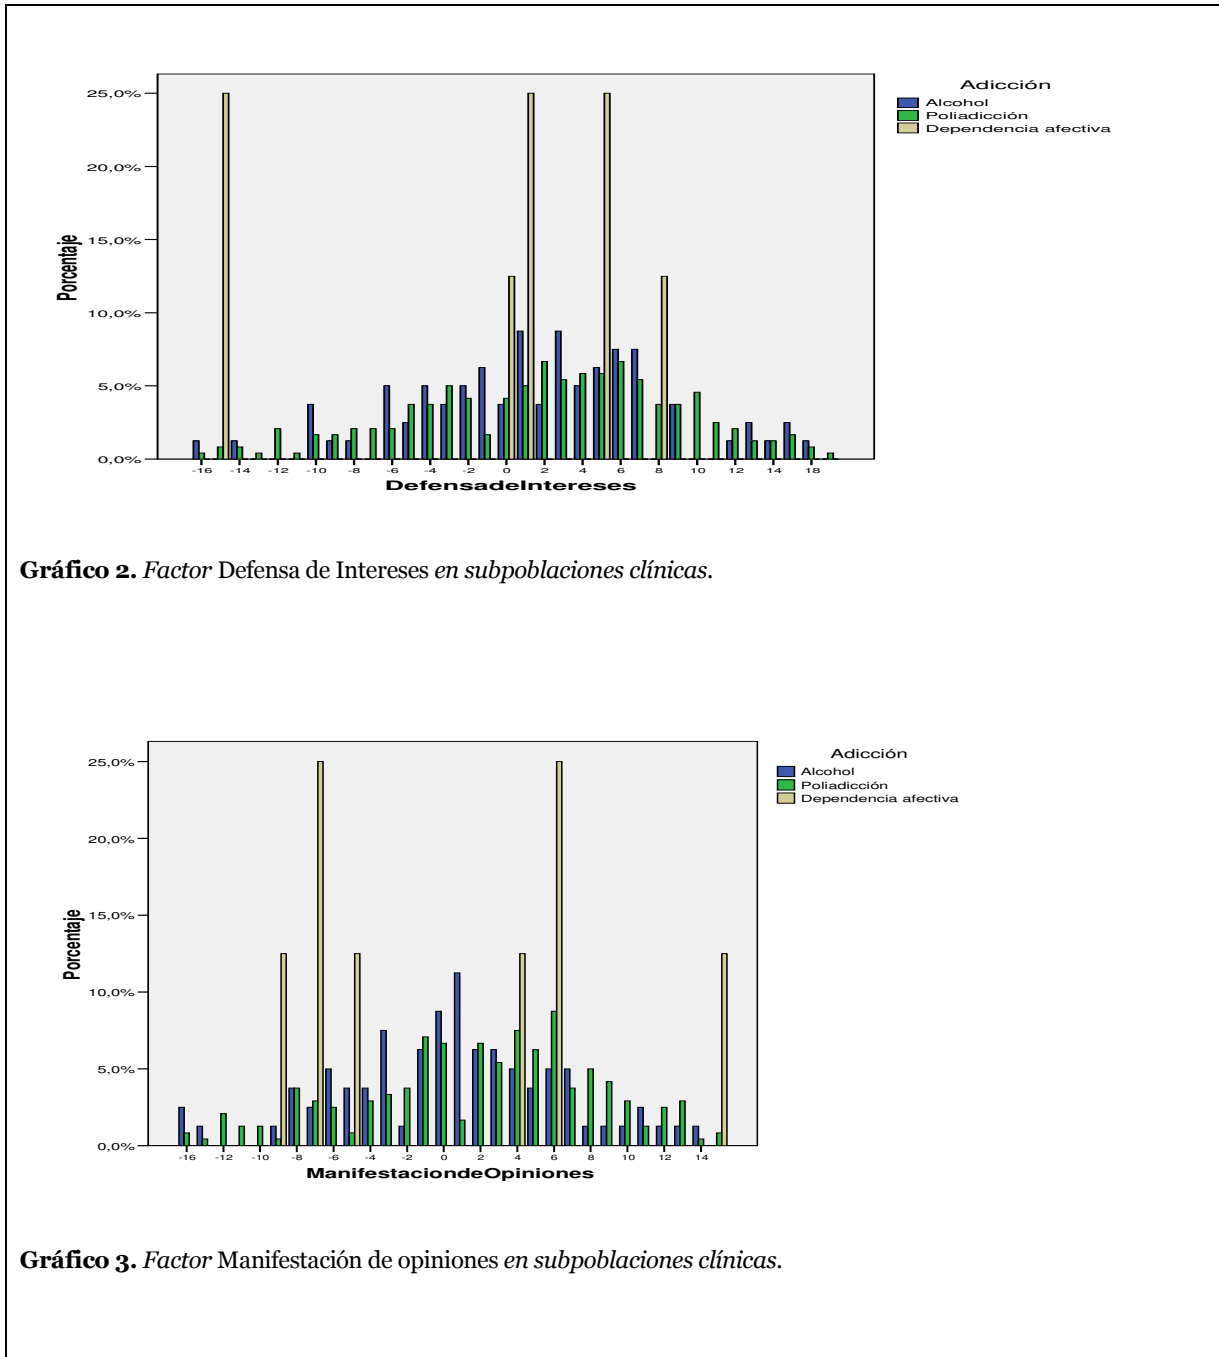 Adicción
Alcohol
Poliadicción
Dependencia afectiva
25,0%
20,0%
15,0%
10,0%
5,0%
0,0%
Porcentaje
-16 -14 -12 -10 -8 -6 -4 -2 0 2 4 6 8 10 12 14 18
DefensadeIntereses
Gráfico 2. Factor Defensa de Intereses en subpoblaciones clínicas.
Adicción
Alcohol
Poliadicción
Dependencia afectiva
25,0%
20,0%
15,0%
10,0%
5,0%
0,0%
Porcentaje
-16 -12 -10 -8 -6 -4 -2 0 2 4 6 8 10 12 14
ManifestaciondeOpiniones
Gráfico 3. Factor Manifestación de opiniones en subpoblaciones clínicas.